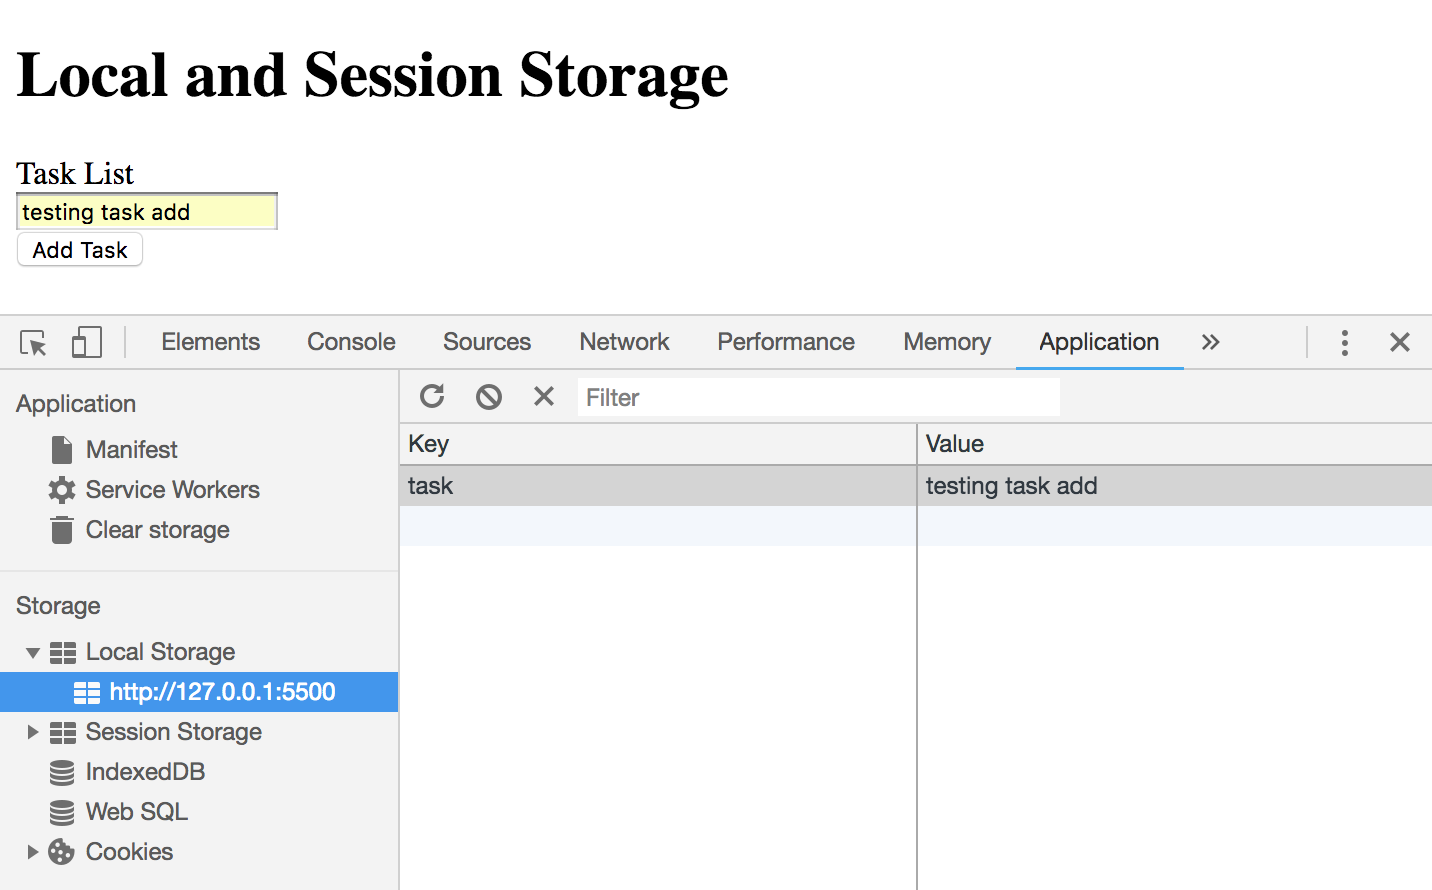 Local and Session Storage
Task List
testing task add
Add Task
Elements Console Sources Network Performance Memory Application
Application
Manifest
Service Workers
Clear storage
Storage
Local Storage
http://127.0.0.1:5500
Session Storage
IndexedDB
Web SQL
Cookies
Filter
Key Value
task testing task add